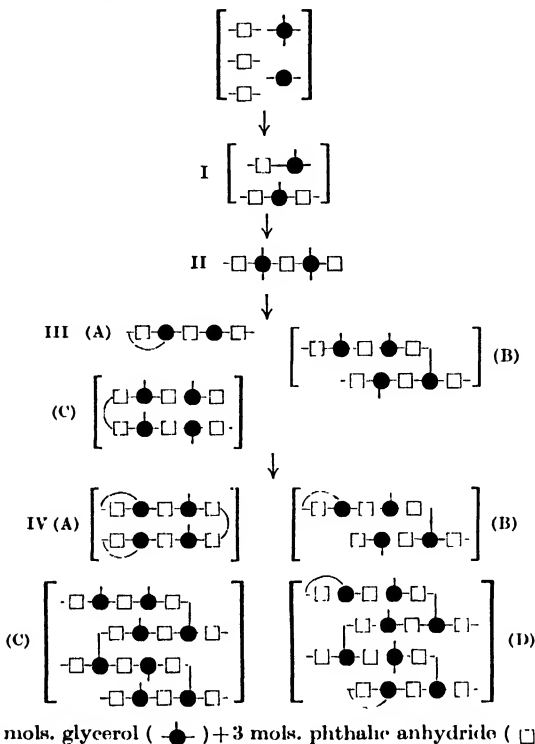 I
II
III (A)
(B)
(C)
IV (A)
(B)
(C)
(D)
mols. glycerol ( ) + 3 mols. phthalic anhydride (